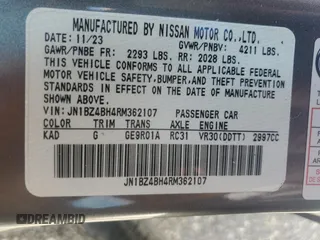 MANUFACTURED BY NISSAN MOTOR CO.,LTD.
DATE: 11/23 GVWR/PNBV: 4211 LBS.
GAWR/PNBE FR: 2293 LBS. RR: 2028 LBS.
THIS VEHICLE CONFORMS TO ALL APPLICABLE FEDERAL
MOTOR VEHICLE SAFETY,BUMPER,AND THEFT PREVENTION
STANDARDS IN EFFECT ON THE DATE OF MANUFACTURE
SHOWN ABOVE.
VIN: JN1BZ4BH4RM362107 PASSENGER CAR
COLOR TRIM TRANS AXLE ENGINE
KAD G GE9R01A RC31 VR30(DDTT) 2997CC
JN1BZ4BH4RM362107
DREAMBID